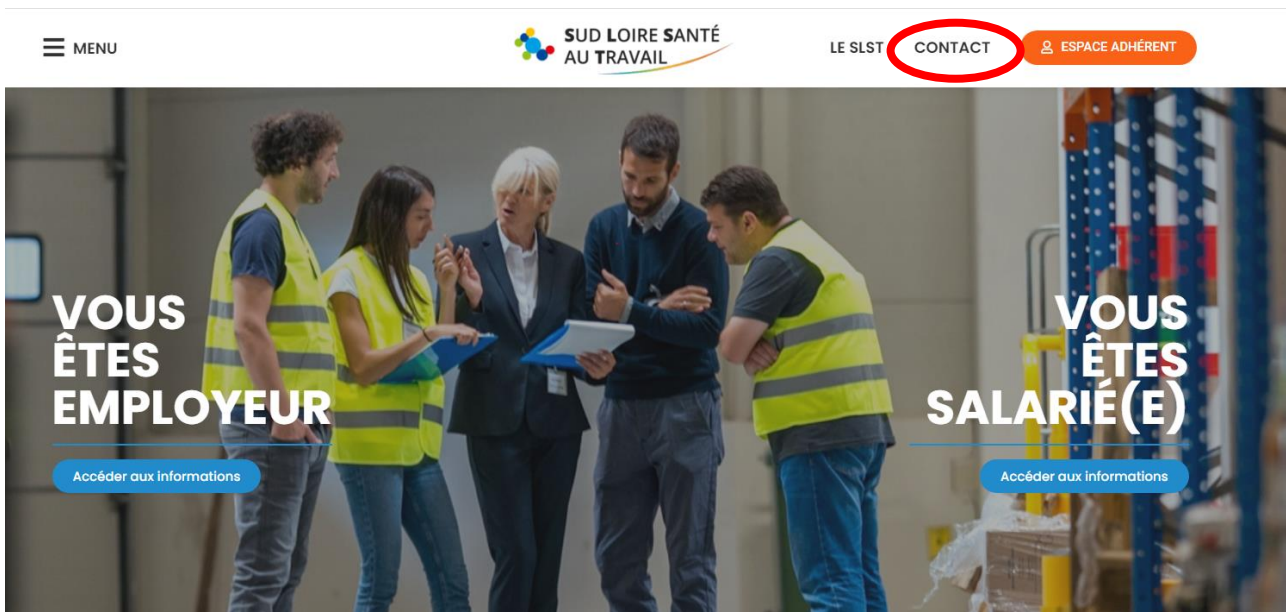 MENU
SUD LOIRE SANTÉ
AU TRAVAIL
LE SLST
CONTACT
ESPACE ADHÉRENT
VOUS
ÊTES
EMPLOYEUR
Accéder aux informations
VOUS
ÊTES
SALARIÉ(E)
Accéder aux informations